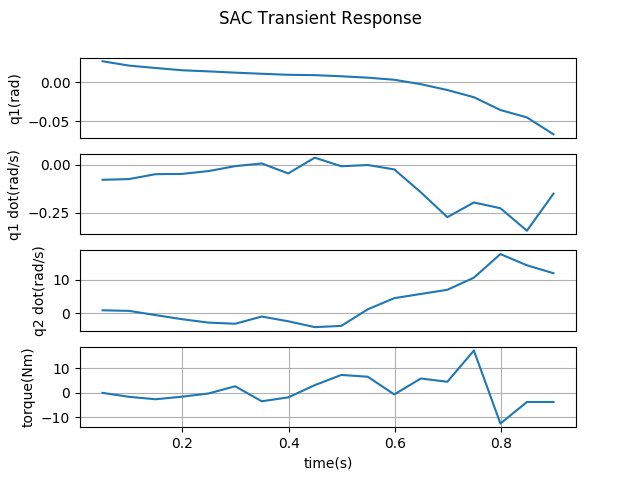 SAC Transient Response
q1(rad)
0.00
−0.05
q1 dot(rad/s)
0.00
−0.25
q2 dot(rad/s)
10
0
torque(Nm)
10
0
−10
0.2 0.4 0.6 0.8
time(s)